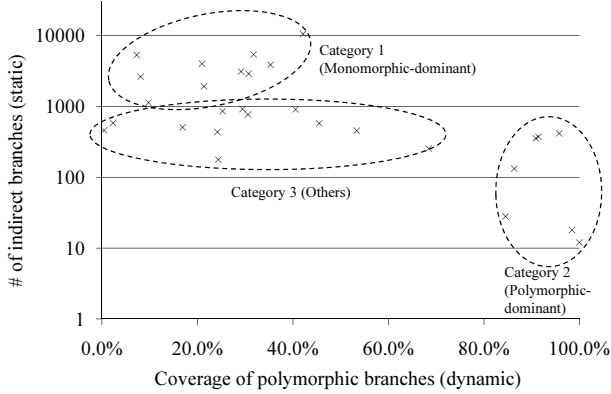 # of indirect branches (static)
10000
1000
100
10
1
Category 1
(Monomorphic-dominant)
Category 3 (Others)
Category 2
(Polymorphic-
dominant)
0.0% 20.0% 40.0% 60.0% 80.0% 100.0%
Coverage of polymorphic branches (dynamic)